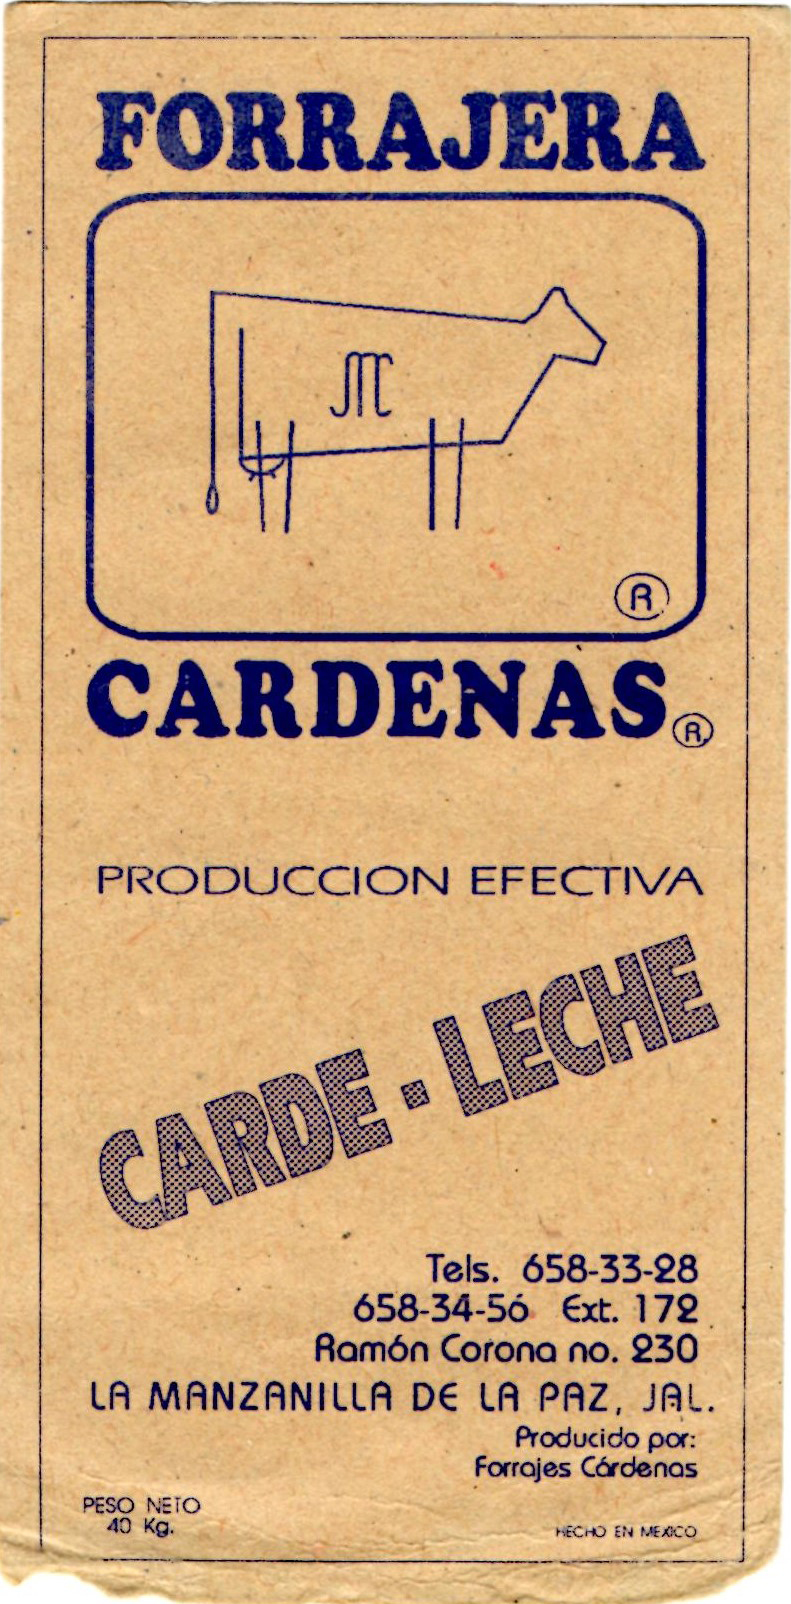 FORRAJERA
JTC
®
CARDENAS®
PRODUCCION EFECTIVA
CARDE-LECHE
Tels. 658-33-28
658-34-56 Ext. 172
Ramón Corona no. 230
LA MANZANILLA DE LA PAZ, JAL.
Producido por:
Forrajes Cárdenas
PESO NETO
40 Kg.
HECHO EN MEXICO